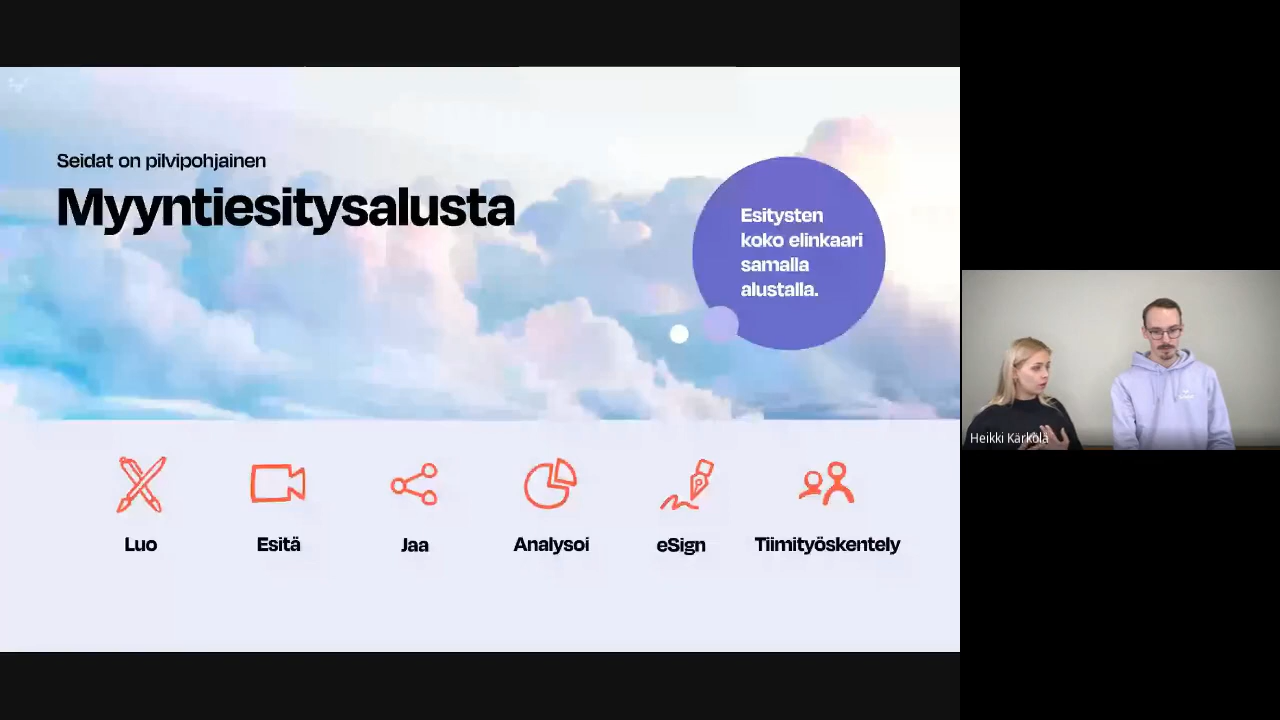 Seidat on pilvipohjainen
Myyntiesitysalusta
Esitysten
koko elinkaari
samalla
alustalla.
Luo
Esitä
Jaa
Analysoi
eSign
Tiimityöskentely
Heikki Kärkölä